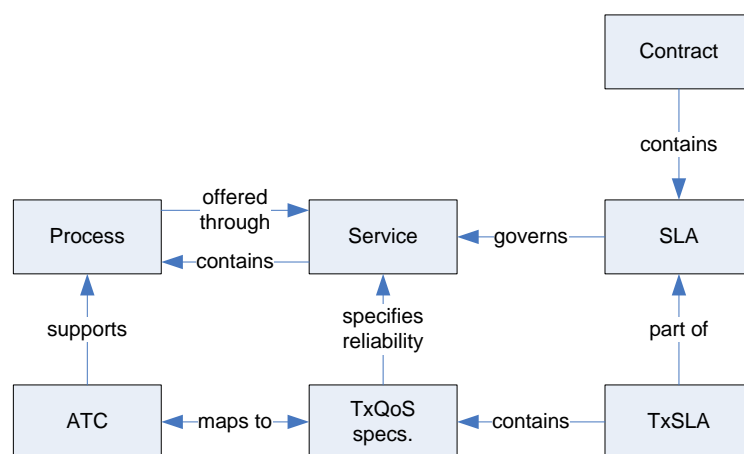 Contract
contains
offered
through
Process
Service
governs
SLA
contains
supports
specifies
reliability
part of
ATC
maps to
TxQoS
specs.
contains
TxSLA